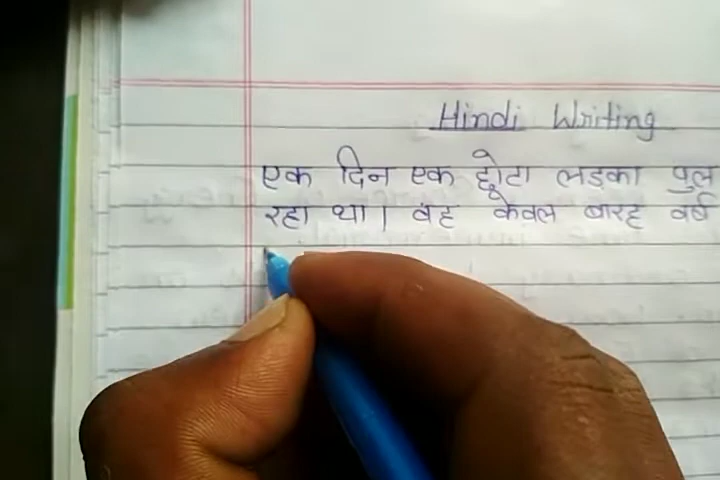 Hindi Writing
एक दिन एक छोटा लड़का पुल
रहा था। वह केवल बारह वर्ष